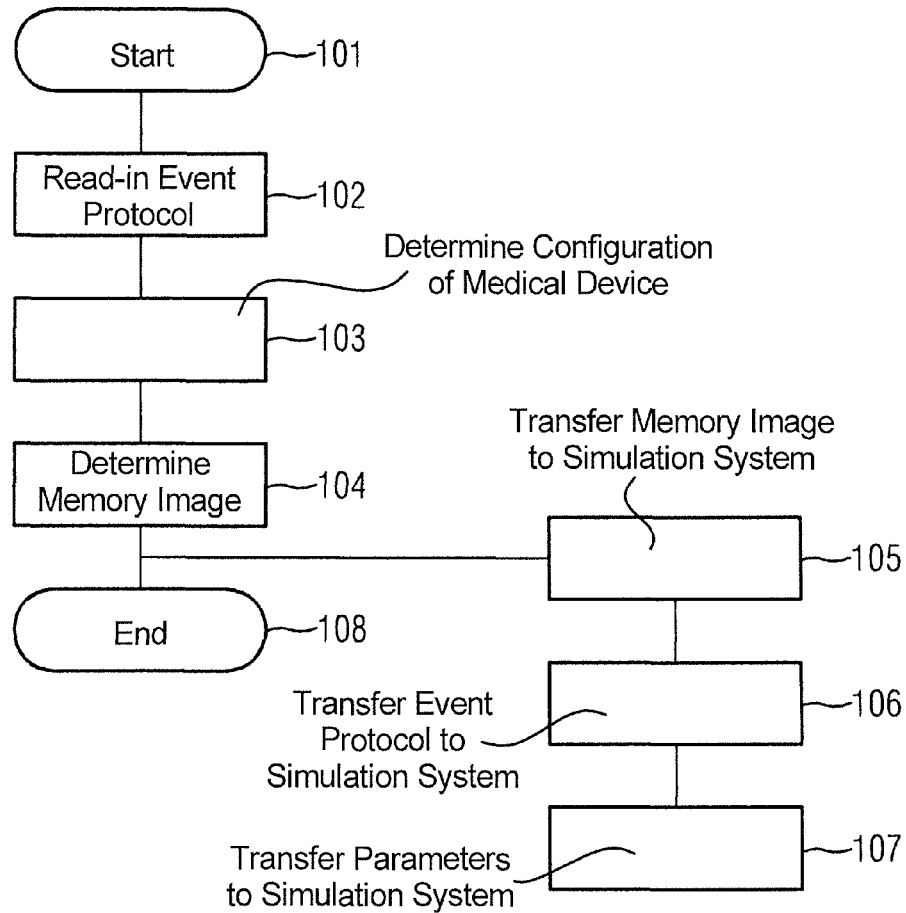 Start
101
Read-in Event
Protocol
102
Determine Configuration
of Medical Device
103
Determine
Memory Image
104
Transfer Memory Image
to Simulation System
105
End
108
Transfer Event
Protocol to
Simulation System
106
Transfer Parameters
to Simulation System
107